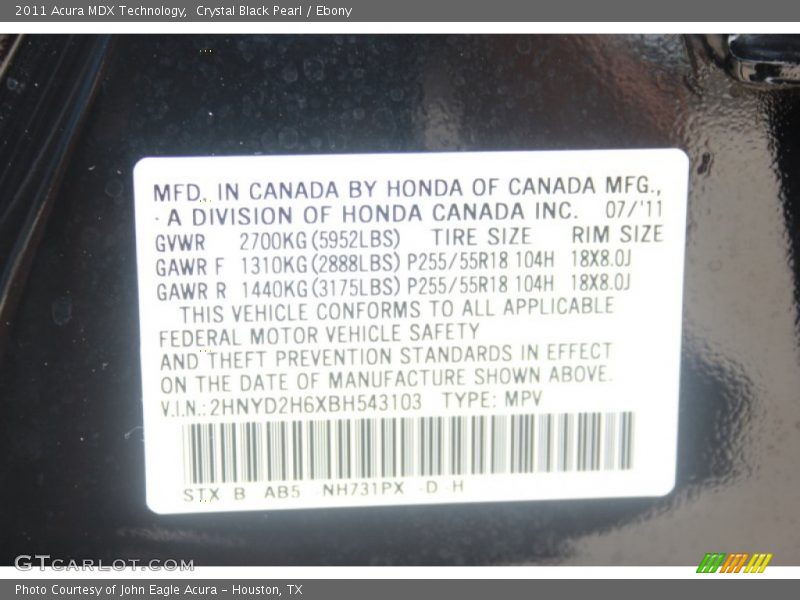 2011 Acura MDX Technology,  Crystal Black Pearl / Ebony
MFD. IN CANADA BY HONDA OF CANADA MFG.,
A DIVISION OF HONDA CANADA INC.  07/'11
GVWR  2700KG(5952LBS)  TIRE SIZE  RIM SIZE
GAWR F  1310KG(2888LBS) P255/55R18 104H  18X8.0J
GAWR R  1440KG(3175LBS) P255/55R18 104H  18X8.0J
THIS VEHICLE CONFORMS TO ALL APPLICABLE
FEDERAL MOTOR VEHICLE SAFETY
AND THEFT PREVENTION STANDARDS IN EFFECT
ON THE DATE OF MANUFACTURE SHOWN ABOVE.
V.I.N.: 2HNYD2H6XBH543103  TYPE: MPV
STX B  AB5  -NH731PX  -D -H
GTCARLOT.COM
Photo Courtesy of John Eagle Acura - Houston, TX